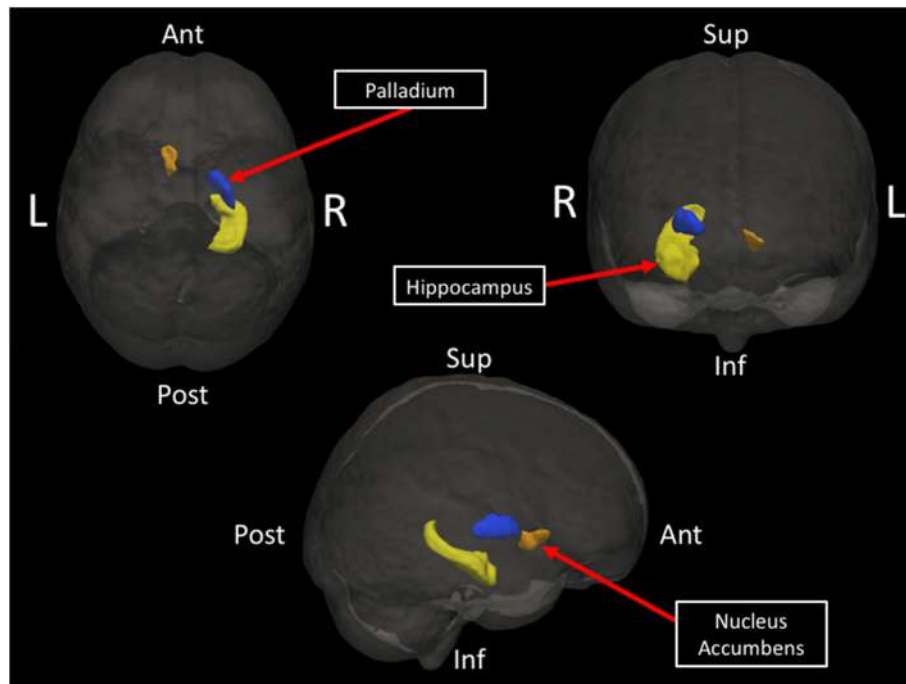 Ant
Sup
Palladium
L
R
R
L
Hippocampus
Post
Inf
Sup
Post
Ant
Nucleus
Accumbens
Inf